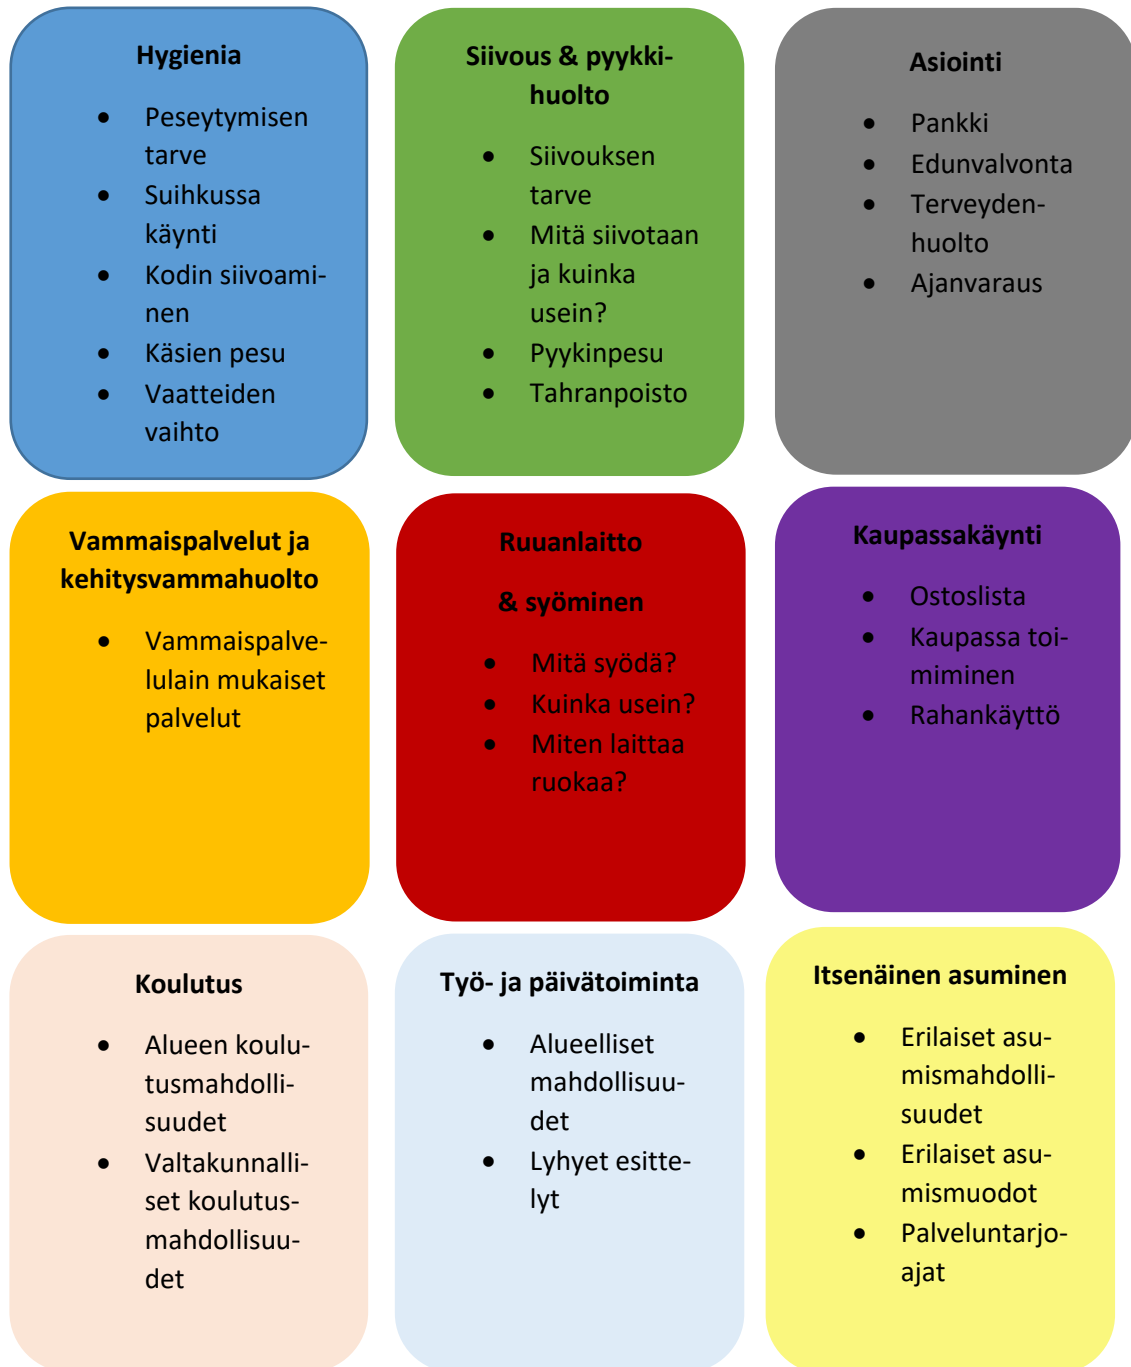 Hygienia
• Peseytymisen
tarve
• Suihkussa
käynti
• Kodin siivoami-
nen
• Käsien pesu
• Vaatteiden
vaihto
Siivous & pyykki-
huolto
• Siivouksen
tarve
• Mitä siivotaan
ja kuinka
usein?
• Pyykinpesu
• Tahranpoisto
Asiointi
• Pankki
• Edunvalvonta
• Terveyden-
huolto
• Ajanvaraus
Vammaispalvelut ja
kehitysvammahuolto
• Vammaispalve-
lulain mukaiset
palvelut
Ruuanlaitto
& syöminen
• Mitä syödä?
• Kuinka usein?
• Miten laittaa
ruokaa?
Kaupassakäynti
• Ostoslista
• Kaupassa toi-
miminen
• Rahankäyttö
Koulutus
• Alueen koulu-
tusmahdolli-
suudet
• Valtakunnalli-
set koulutus-
mahdollisuu-
det
Työ- ja päivätoiminta
• Alueelliset
mahdollisuu-
det
• Lyhyet esitte-
lyt
Itsenäinen asuminen
• Erilaiset asu-
mismahdolli-
suudet
• Erilaiset asu-
mismuodot
• Palveluntarjo-
ajat